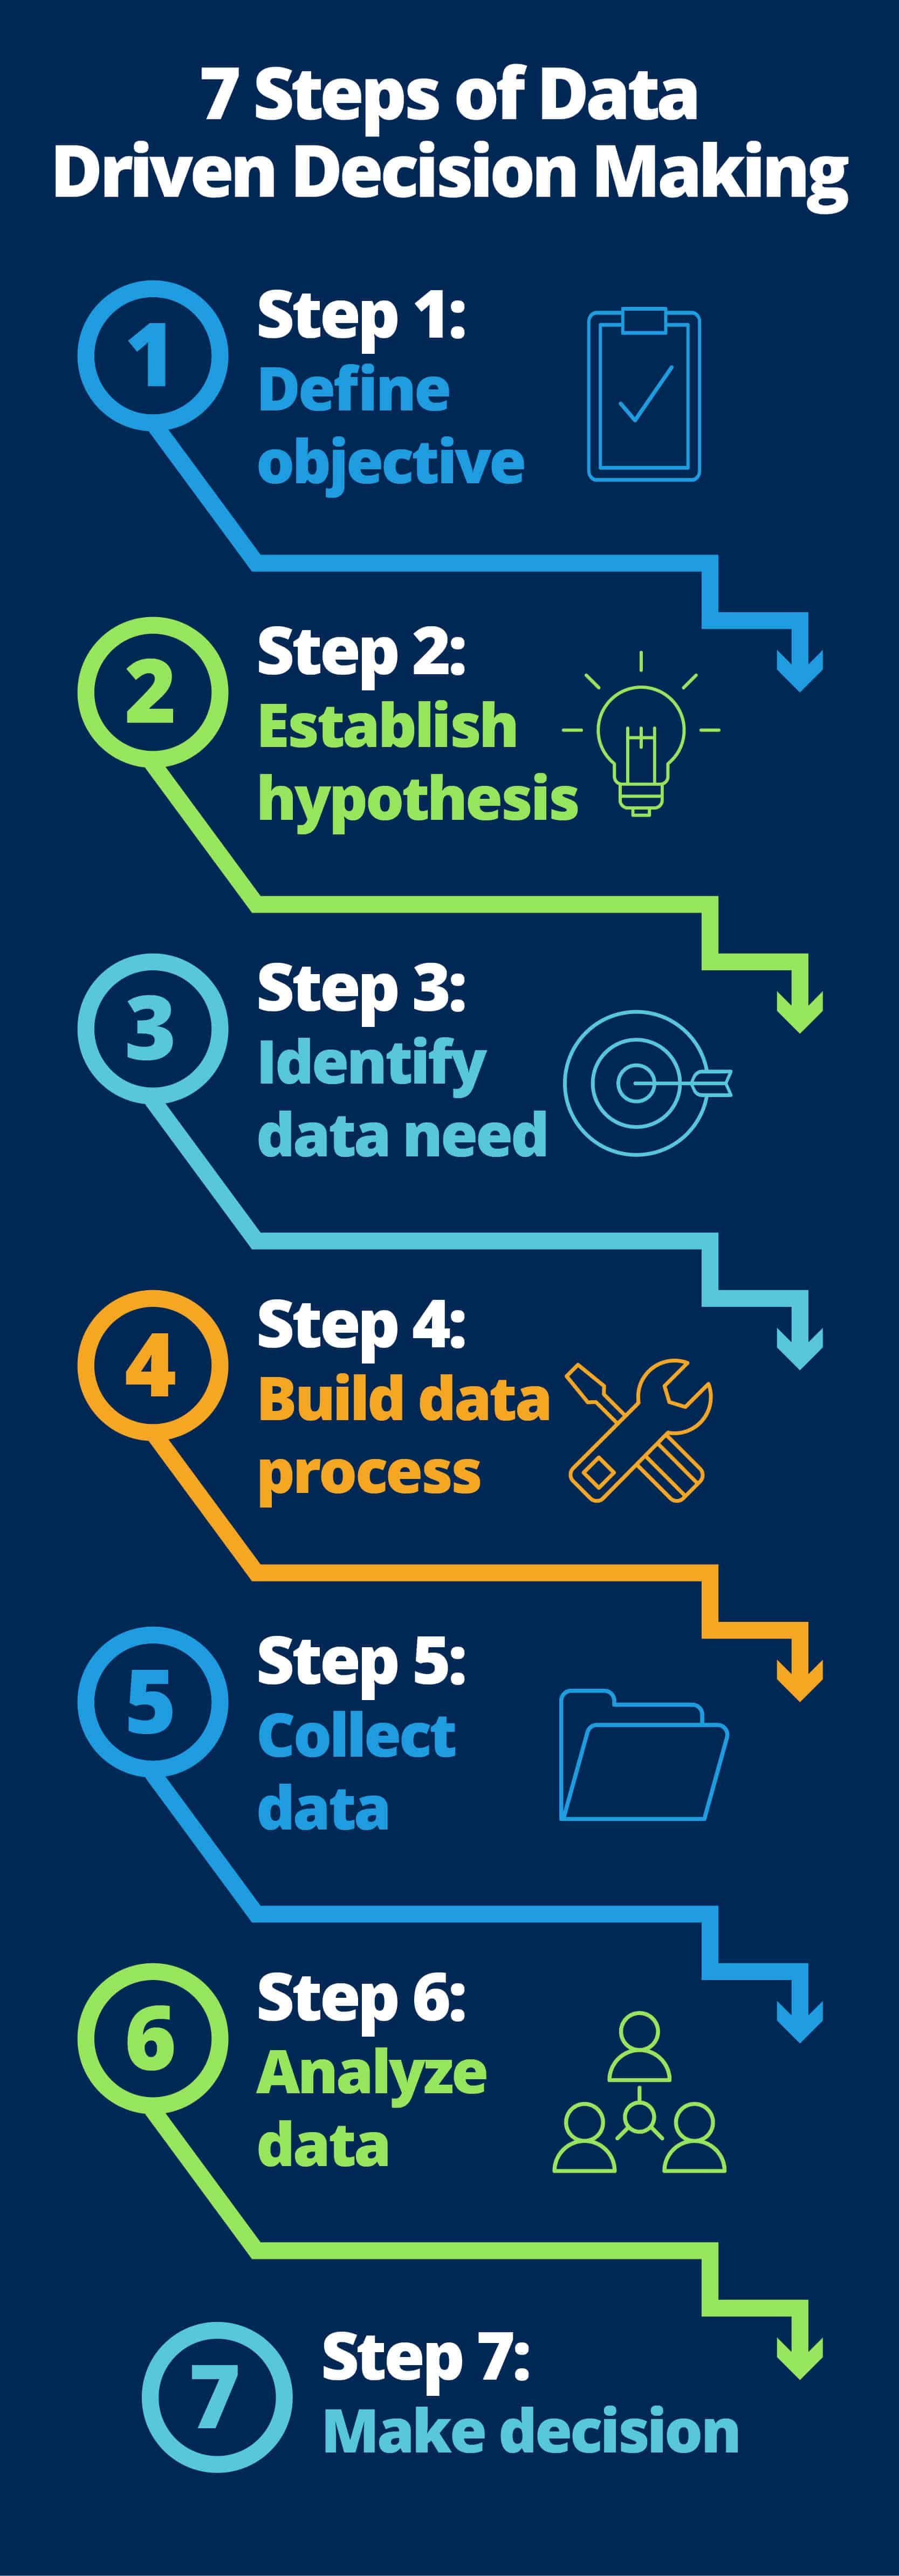 7 Steps of Data
Driven Decision Making
1
Step 1:
Define
objective
2
Step 2:
Establish
hypothesis
3
Step 3:
Identify
data need
4
Step 4:
Build data
process
5
Step 5:
Collect
data
6
Step 6:
Analyze
data
7
Step 7:
Make decision